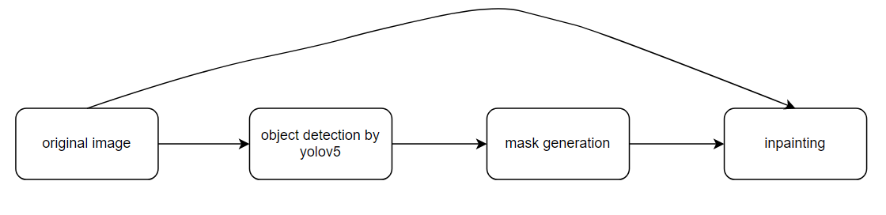 original image
object detection by
yolov5
mask generation
inpainting